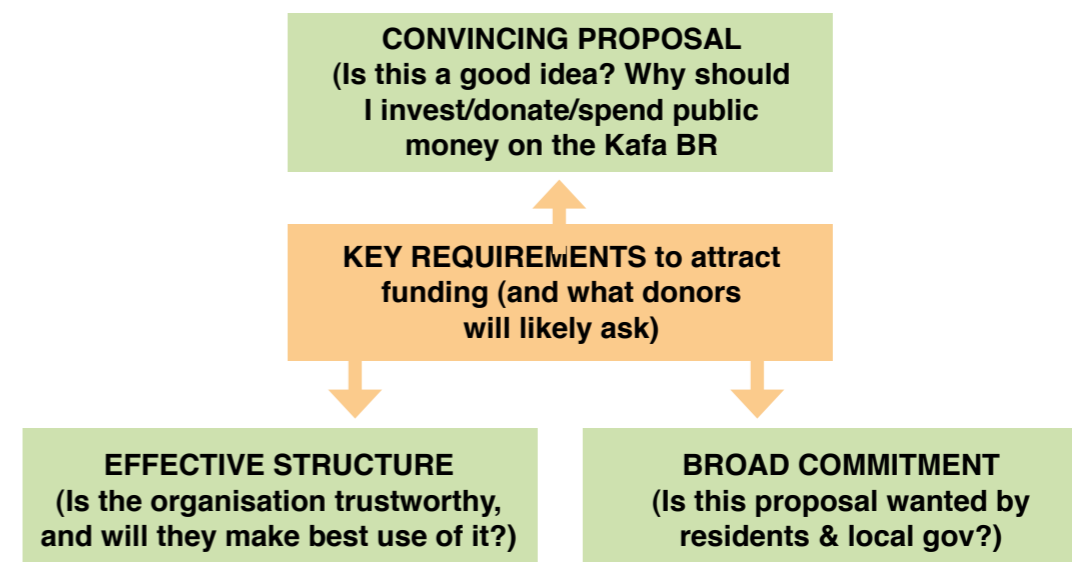 CONVINCING PROPOSAL
(Is this a good idea? Why should
I invest/donate/spend public
money on the Kafa BR
KEY REQUIREMENTS to attract
funding (and what donors
will likely ask)
EFFECTIVE STRUCTURE
(Is the organisation trustworthy,
and will they make best use of it?)
BROAD COMMITMENT
(Is this proposal wanted by
residents & local gov?)